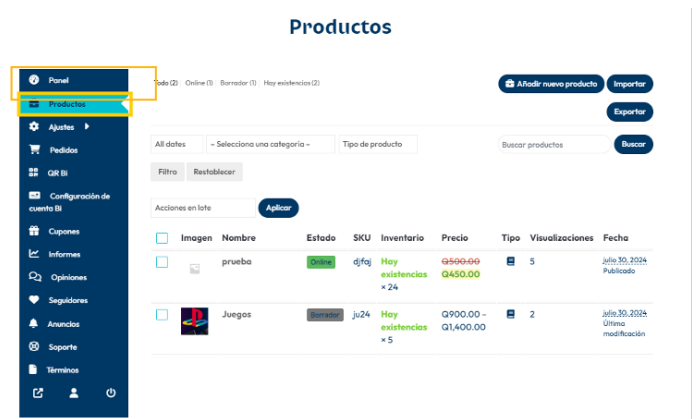 Productos
Panel
Productos
Ajustes
Pedidos
QR Bi
Configuración de
cuenta Bi
Cupones
Informes
Opiniones
Seguidores
Anuncios
Soporte
Términos
Todo (2) Online (1) Borrador (1) Hay existencias (2)
Añadir nuevo producto Importar
Exportar
All dates – Selecciona una categoría – Tipo de producto Buscar productos Buscar
Filtro Restablecer
Acciones en lote Aplicar
Imagen Nombre Estado SKU Inventario Precio Tipo Visualizaciones Fecha
prueba Online djfaj Hay existencias × 24 Q500.00 Q450.00 5 julio 30, 2024 Publicado
Juegos Borrador ju24 Hay existencias × 5 Q900.00 – Q1,400.00 2 julio 30, 2024 Última modificación